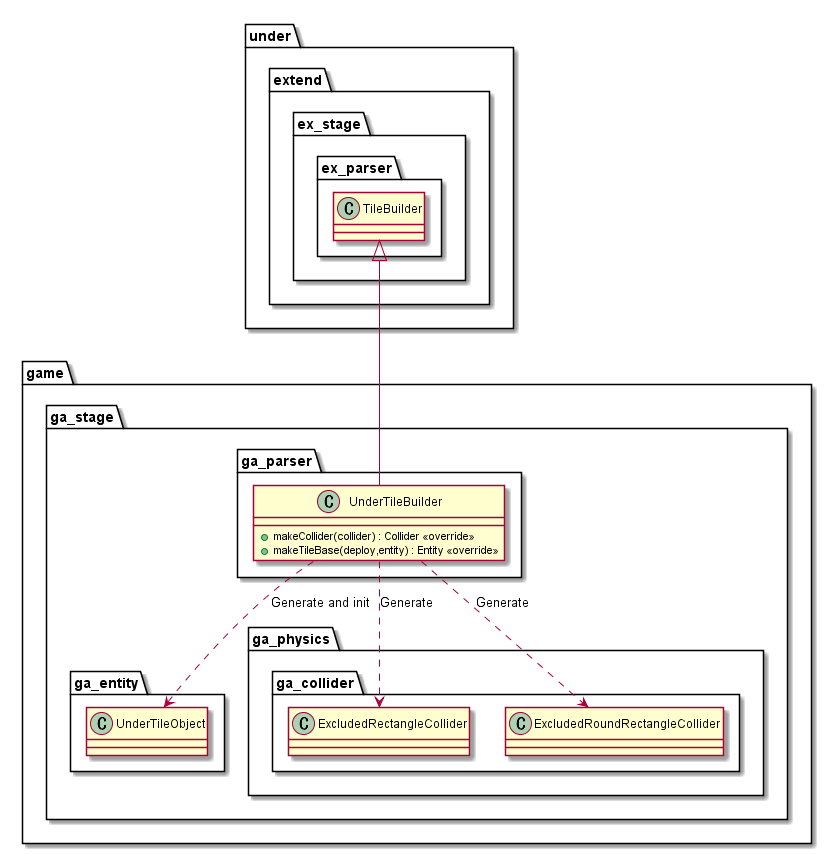 under
extend
ex_stage
ex_parser
C TileBuilder
game
ga_stage
ga_parser
C UnderTileBuilder
makeCollider(collider) : Collider «override»
makeTileBase(deploy,entity) : Entity «override»
Generate and init
Generate
Generate
ga_physics
ga_entity
ga_collider
C UnderTileObject
C ExcludedRectangleCollider
C ExcludedRoundRectangleCollider